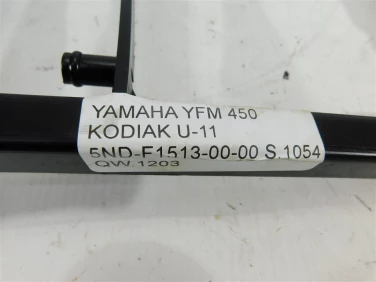 YAMAHA YFM 450
KODIAK U-11
5ND-F1513-00-00 S.1054
QW.1203